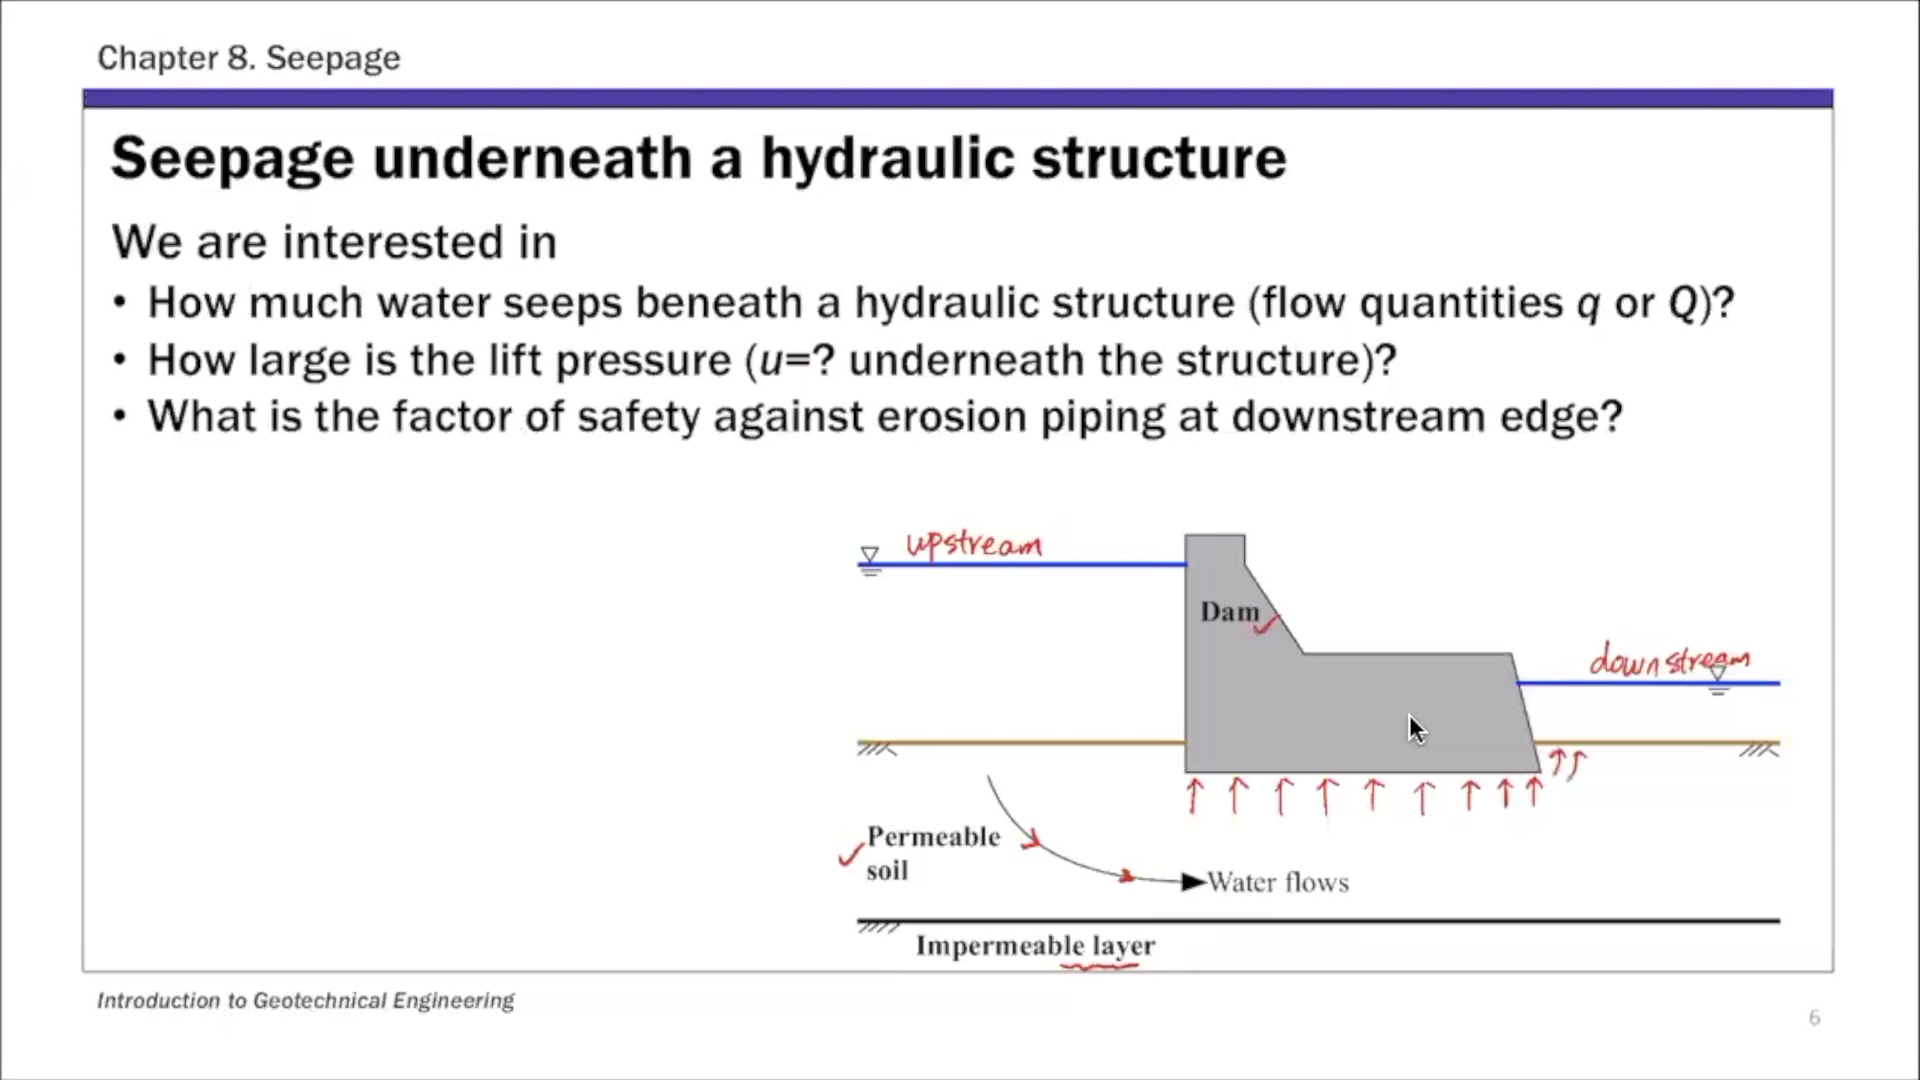 Chapter 8. Seepage
Seepage underneath a hydraulic structure
We are interested in
• How much water seeps beneath a hydraulic structure (flow quantities q or Q)?
• How large is the lift pressure (u=? underneath the structure)?
• What is the factor of safety against erosion piping at downstream edge?
upstream
Dam
downstream
Permeable
soil
Water flows
Impermeable layer
Introduction to Geotechnical Engineering
6